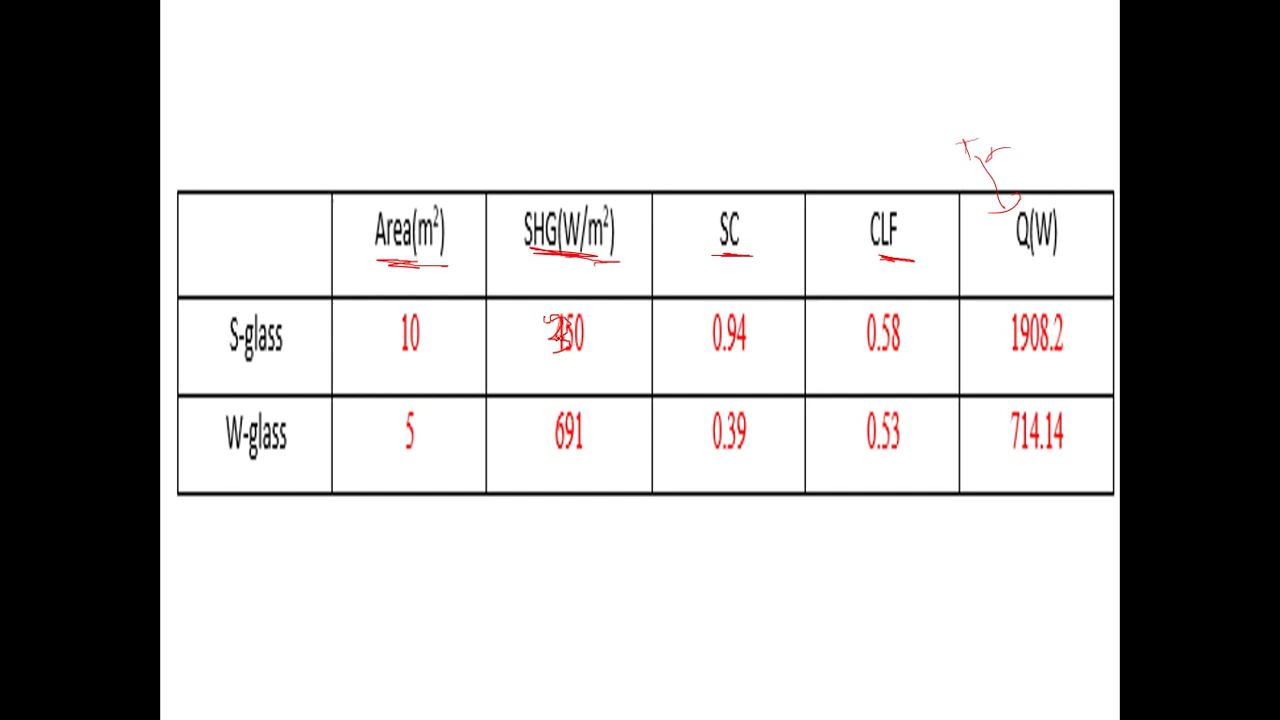 Area(m²) SHG(W/m²) SC CLF Q(W)
S-glass 10 0.94 0.58 1908.2
W-glass 5 691 0.39 0.53 714.14